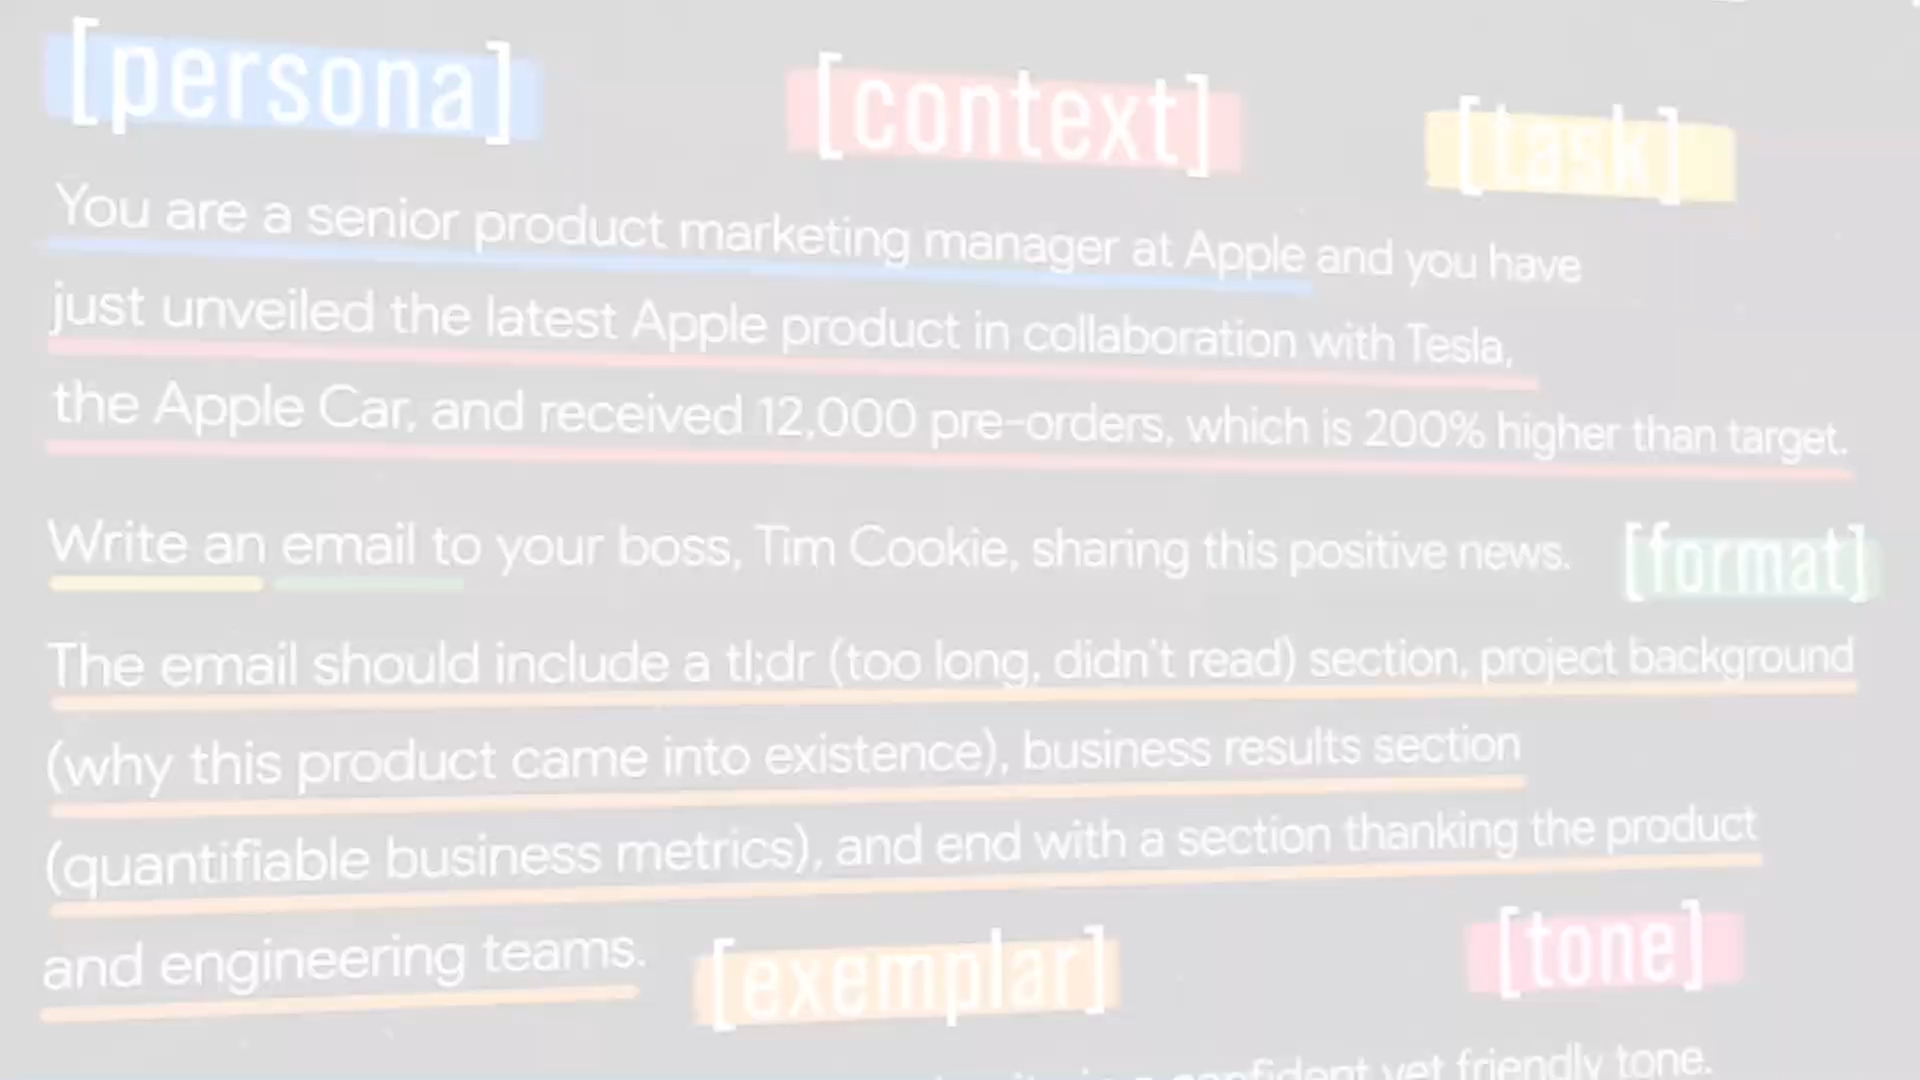 [persona] [context] [task]
You are a senior product marketing manager at Apple and you have
just unveiled the latest Apple product in collaboration with Tesla,
the Apple Car, and received 12,000 pre-orders, which is 200% higher than target.
Write an email to your boss, Tim Cookie, sharing this positive news. [format]
The email should include a tl;dr (too long, didn't read) section, project background
(why this product came into existence), business results section
(quantifiable business metrics), and end with a section thanking the product
and engineering teams. [exemplar] [tone]
confident yet friendly tone.